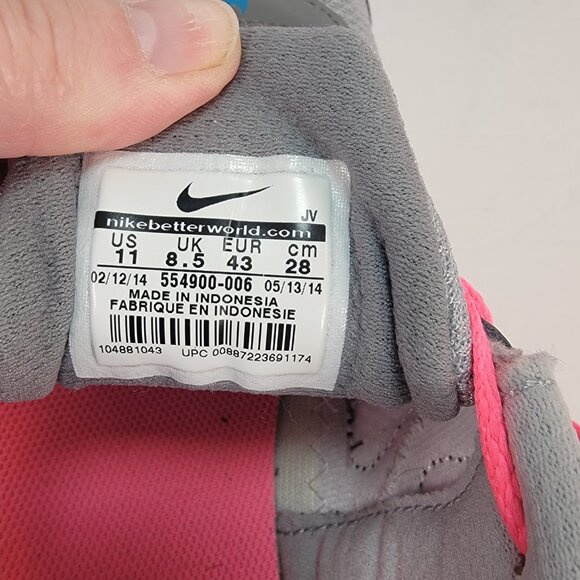 JV
nikebetterworld.com
US UK EUR cm
11 8.5 43 28
02/12/14 554900-006 05/13/14
MADE IN INDONESIA
FABRIQUE EN INDONESIE
104881043 UPC 00887223691174